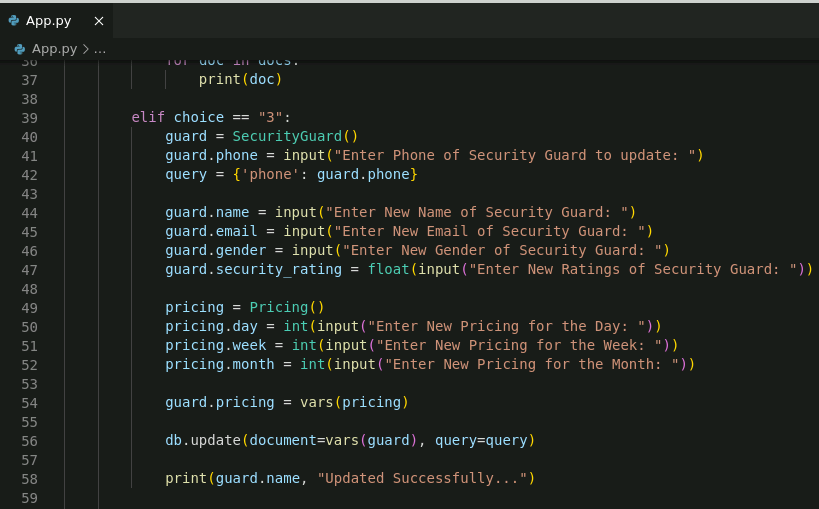 App.py ×
App.py > ...
36 for doc in docs:
37 print(doc)
38
39 elif choice == "3":
40 guard = SecurityGuard()
41 guard.phone = input("Enter Phone of Security Guard to update: ")
42 query = {'phone': guard.phone}
43
44 guard.name = input("Enter New Name of Security Guard: ")
45 guard.email = input("Enter New Email of Security Guard: ")
46 guard.gender = input("Enter New Gender of Security Guard: ")
47 guard.security_rating = float(input("Enter New Ratings of Security Guard: "))
48
49 pricing = Pricing()
50 pricing.day = int(input("Enter New Pricing for the Day: "))
51 pricing.week = int(input("Enter New Pricing for the Week: "))
52 pricing.month = int(input("Enter New Pricing for the Month: "))
53
54 guard.pricing = vars(pricing)
55
56 db.update(document=vars(guard), query=query)
57
58 print(guard.name, "Updated Successfully...")
59